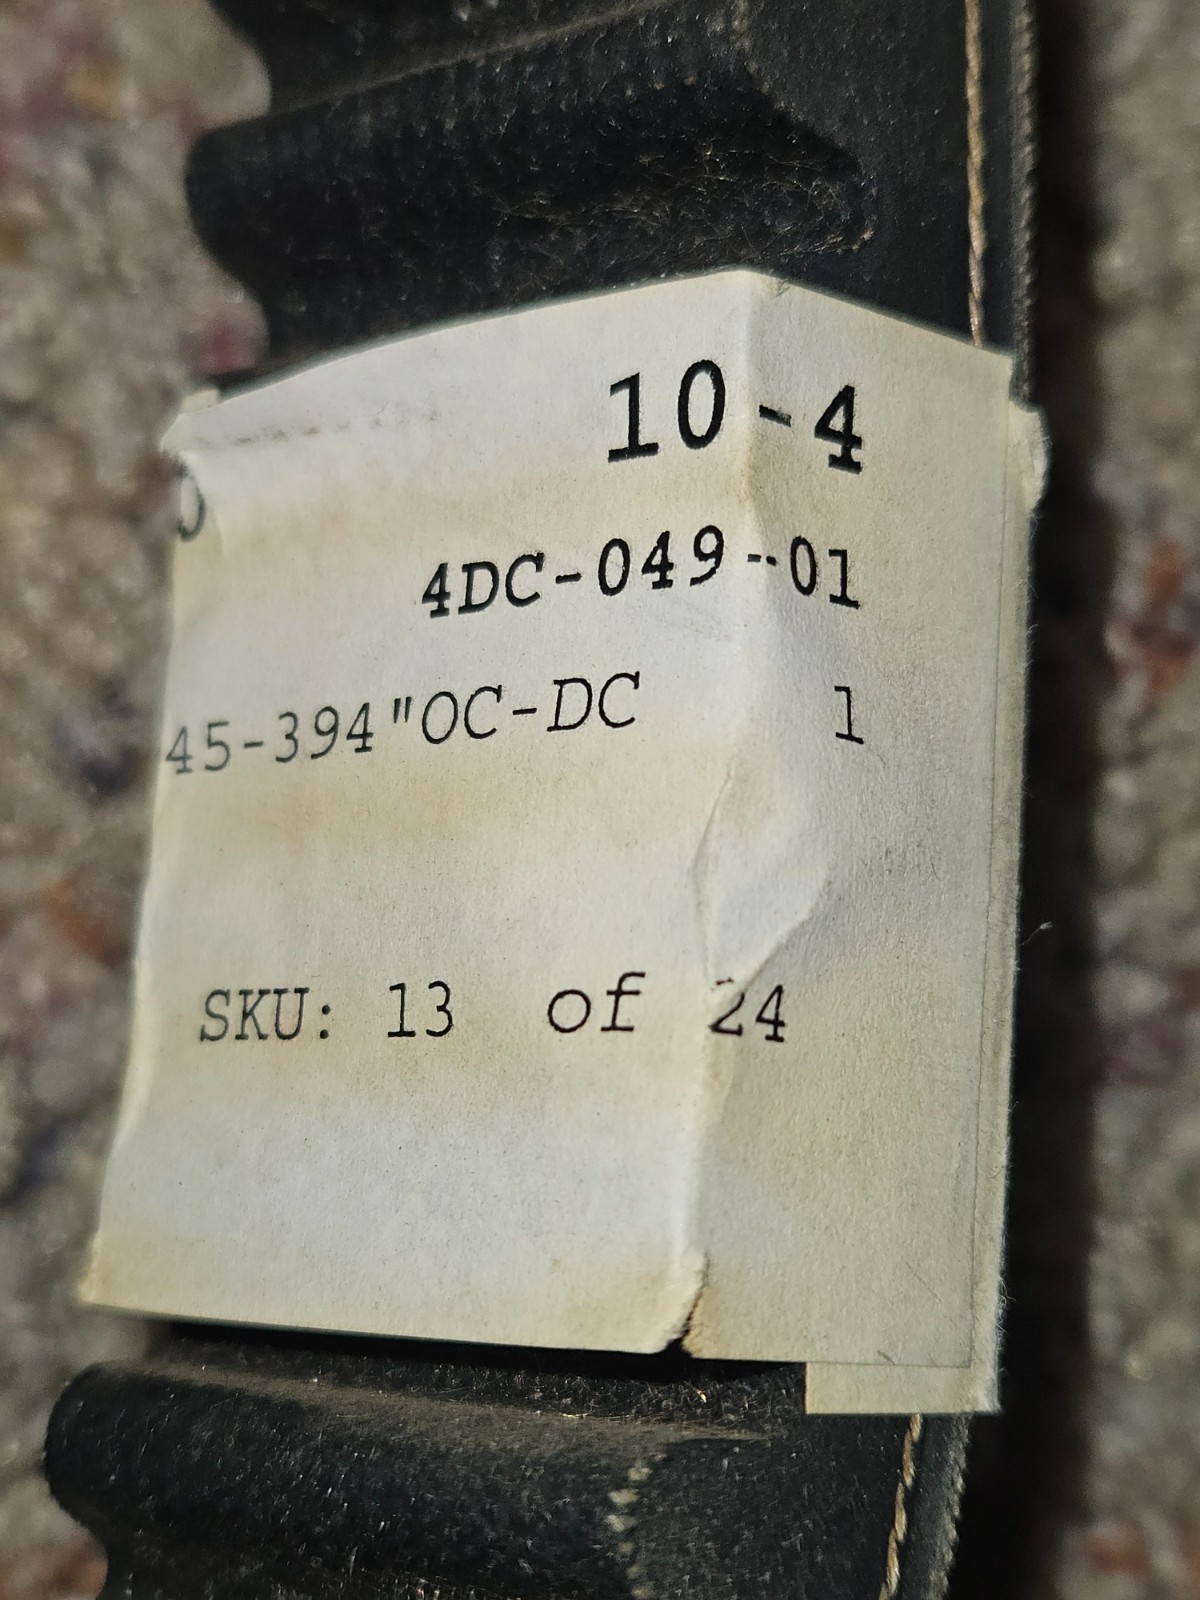 10-4
4DC-049--01
45-394"OC-DC 1
SKU: 13 of 24